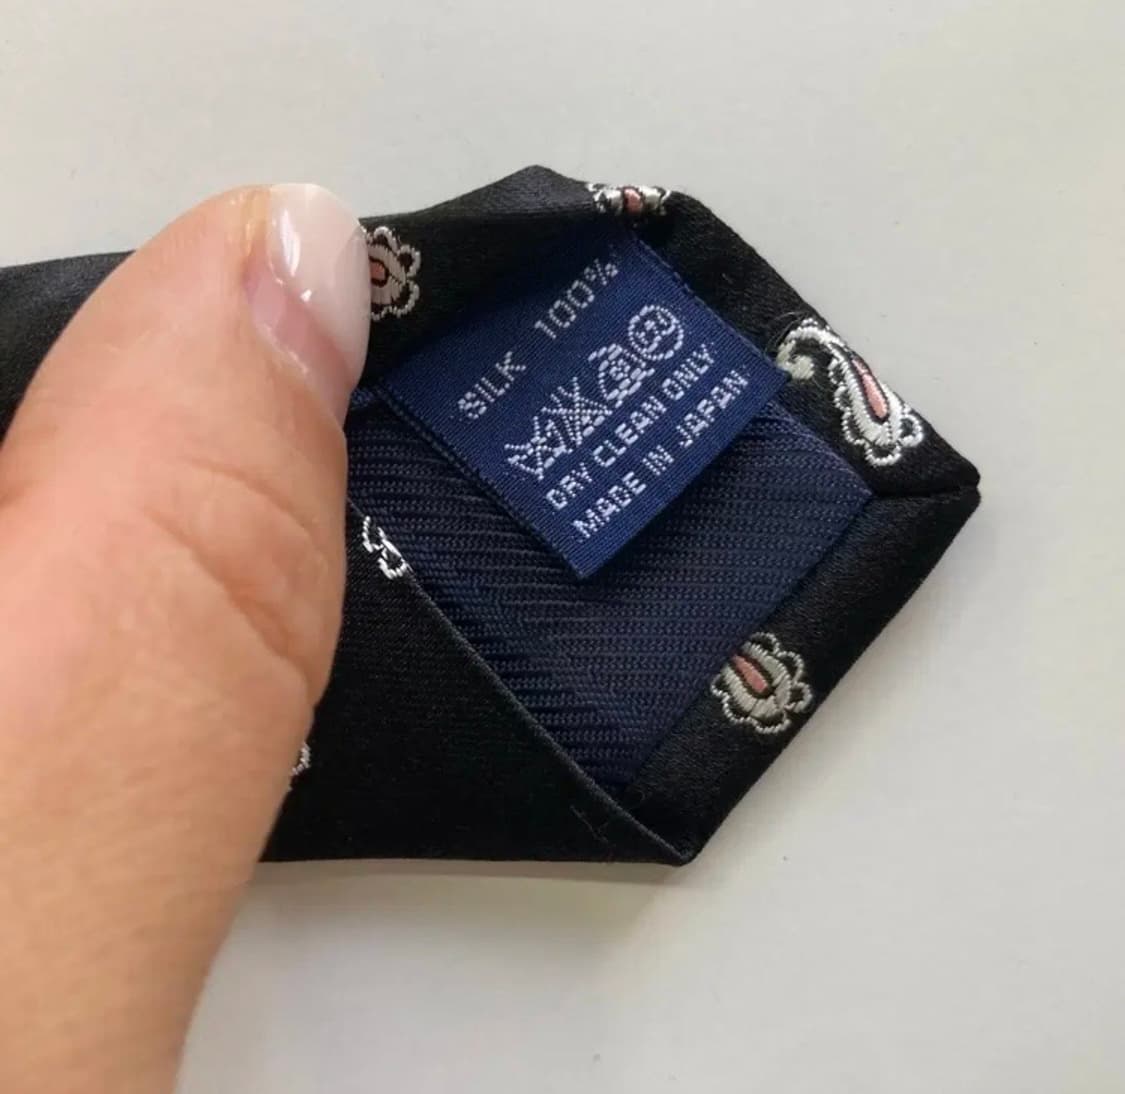 SILK 100%
DRY CLEAN ONLY
MADE IN JAPAN